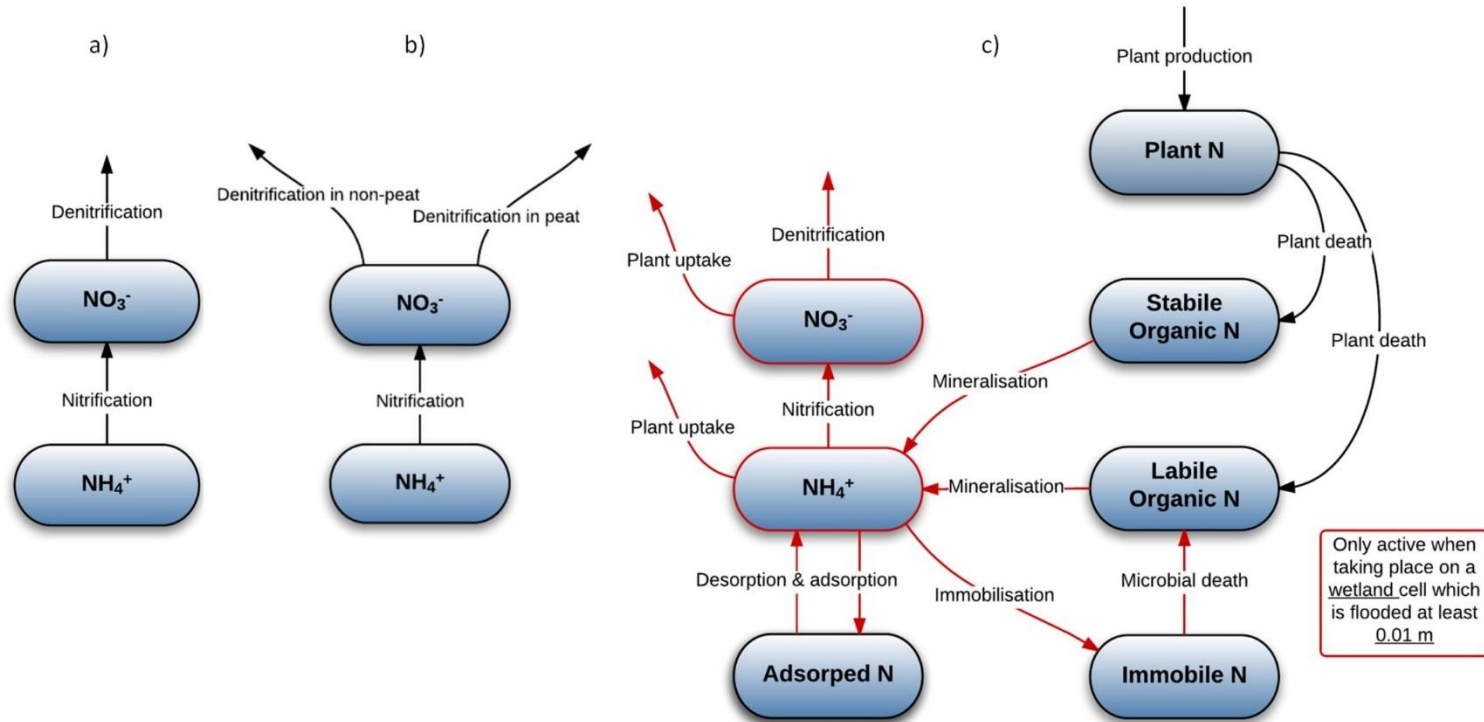 a)
Denitrification
NO₃⁻
Nitrification
NH₄⁺
b)
Denitrification in non-peat
Denitrification in peat
NO₃⁻
Nitrification
NH₄⁺
c)
Plant production
Plant N
Plant death
Plant death
Stabile
Organic N
Mineralisation
Denitrification
Plant uptake
NO₃⁻
Nitrification
Plant uptake
NH₄⁺
Mineralisation
Labile
Organic N
Desorption & adsorption
Immobilisation
Microbial death
Adsorped N
Immobile N
Only active when
taking place on a
wetland cell which
is flooded at least
0.01 m